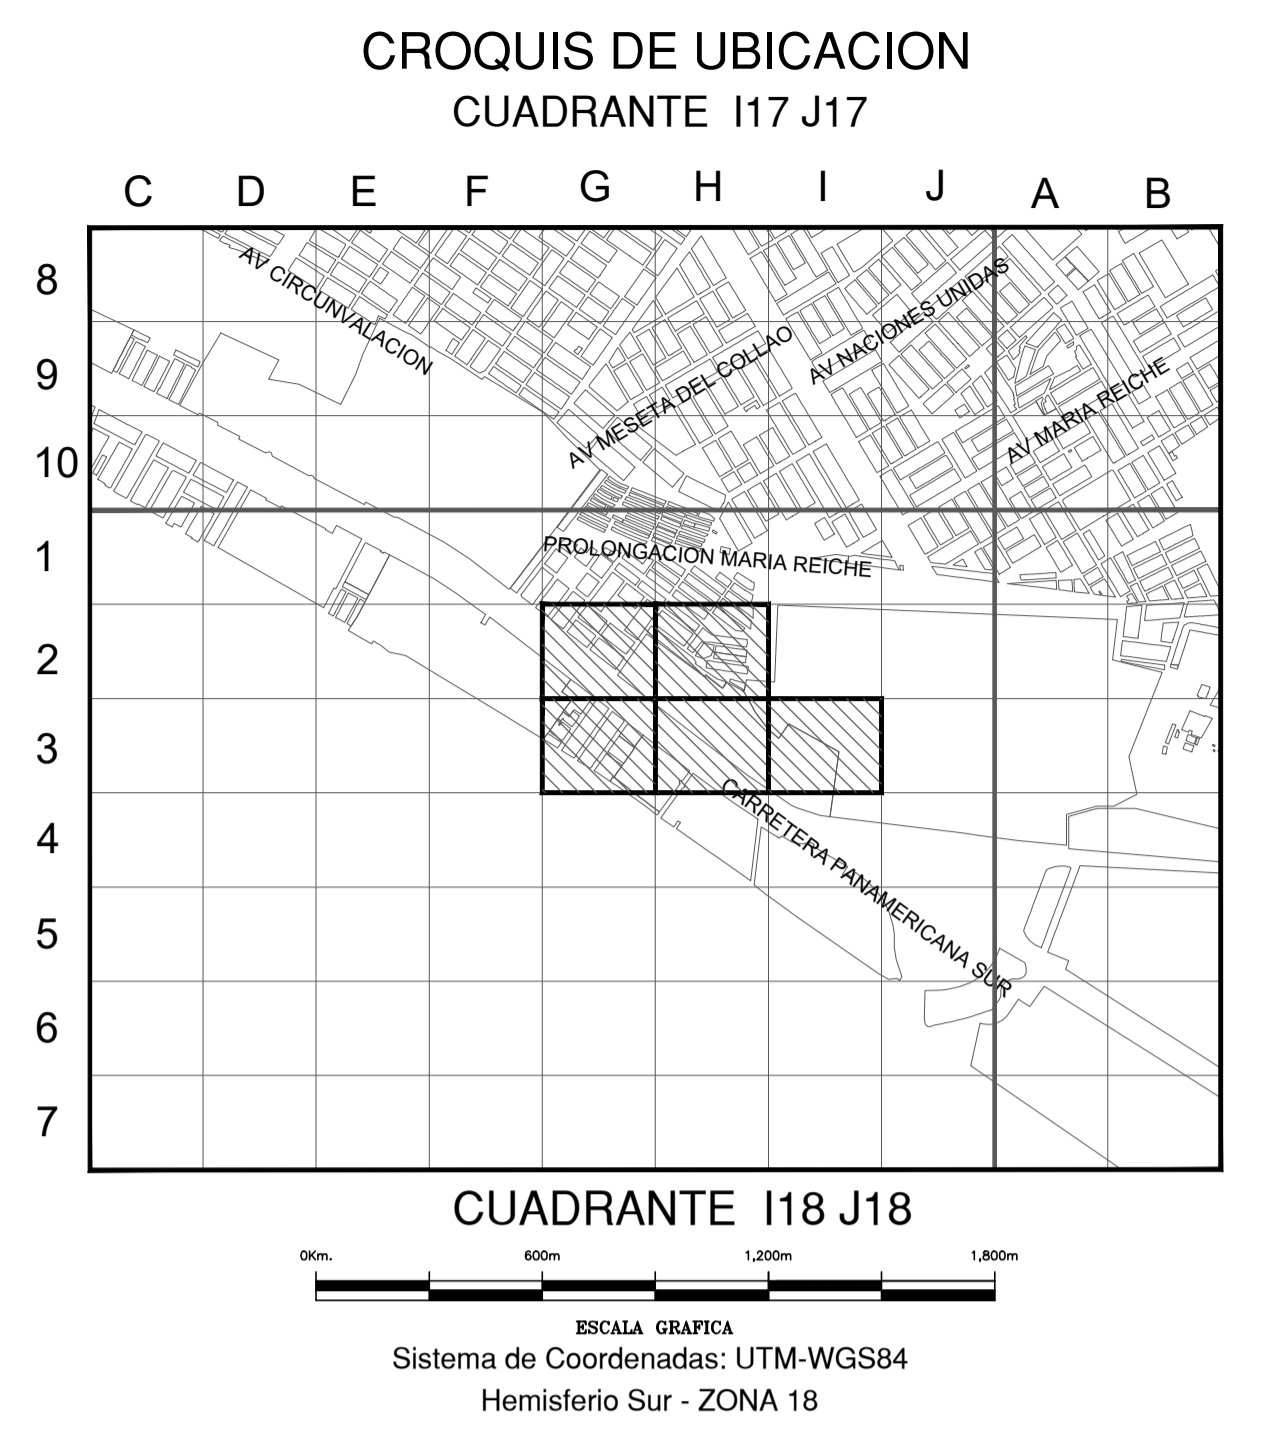 CROQUIS DE UBICACION
CUADRANTE I17 J17
C D E F G H I J A B
8
AV CIRCUNVALACION
AV NACIONES UNIDAS
9
AV MESETA DEL COLLAO
AV MARIA REICHE
10
1
PROLONGACION MARIA REICHE
2
3
CARRETERA PANAMERICANA SUR
4
5
6
7
CUADRANTE I18 J18
0Km. 600m 1,200m 1,800m
ESCALA GRAFICA
Sistema de Coordenadas: UTM-WGS84
Hemisferio Sur - ZONA 18